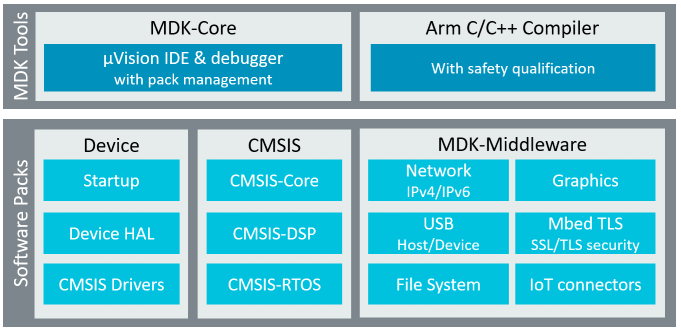 MDK Tools
MDK-Core
µVision IDE & debugger
with pack management
Arm C/C++ Compiler
With safety qualification
Software Packs
Device
Startup
Device HAL
CMSIS Drivers
CMSIS
CMSIS-Core
CMSIS-DSP
CMSIS-RTOS
MDK-Middleware
Network
IPv4/IPv6
Graphics
USB
Host/Device
Mbed TLS
SSL/TLS security
File System
IoT connectors